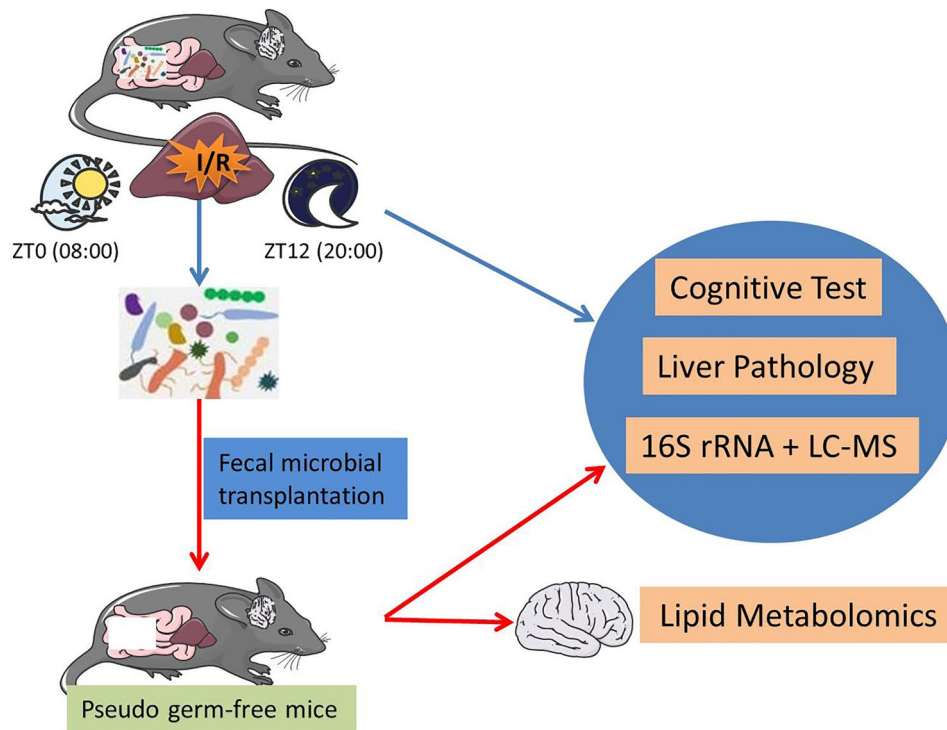 I/R
ZT0 (08:00)
ZT12 (20:00)
Cognitive Test
Liver Pathology
16S rRNA + LC-MS
Fecal microbial
transplantation
Lipid Metabolomics
Pseudo germ-free mice